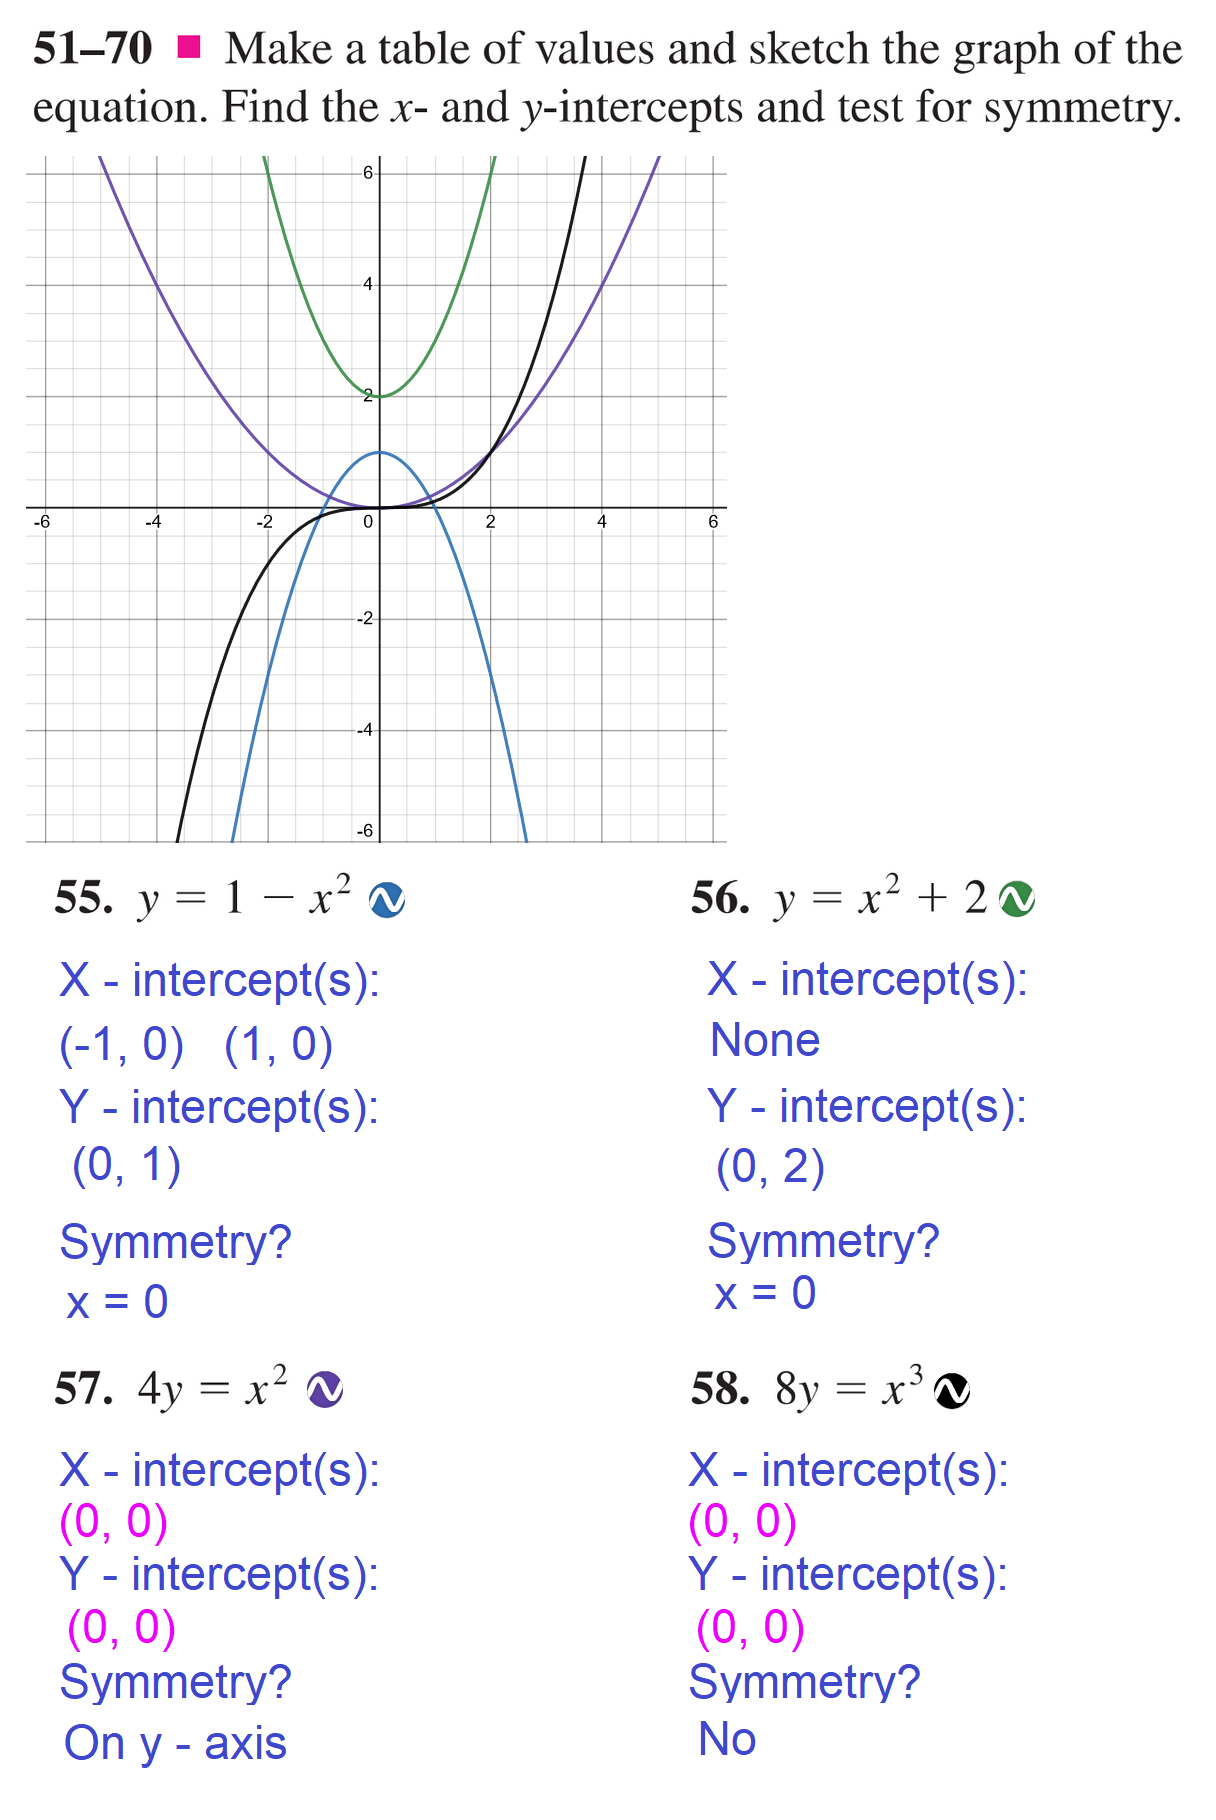 51–70 ■ Make a table of values and sketch the graph of the
equation. Find the x- and y-intercepts and test for symmetry.
6
4
2
-6 -4 -2 0 2 4 6
-2
-4
-6
55. y = 1 − x²
56. y = x² + 2
X - intercept(s):
(-1, 0) (1, 0)
Y - intercept(s):
(0, 1)
Symmetry?
x = 0
X - intercept(s):
None
Y - intercept(s):
(0, 2)
Symmetry?
x = 0
57. 4y = x²
58. 8y = x³
X - intercept(s):
(0, 0)
Y - intercept(s):
(0, 0)
Symmetry?
On y - axis
X - intercept(s):
(0, 0)
Y - intercept(s):
(0, 0)
Symmetry?
No